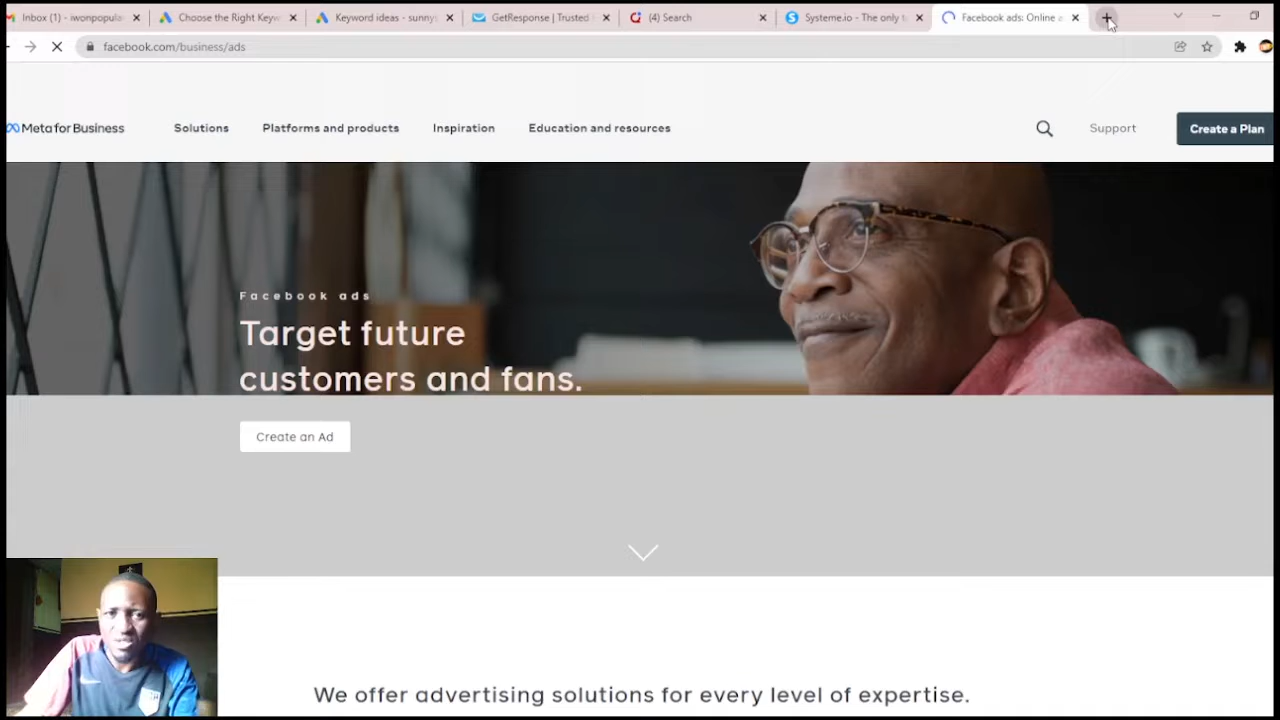 Inbox (1) - iwonpopula
Choose the Right Keyw
Keyword ideas - sunny
GetResponse | Trusted
(4) Search
Systeme.io - The only t
Facebook ads: Online a
facebook.com/business/ads
Meta for Business
Solutions
Platforms and products
Inspiration
Education and resources
Support
Create a Plan
Facebook ads
Target future
customers and fans.
Create an Ad
We offer advertising solutions for every level of expertise.